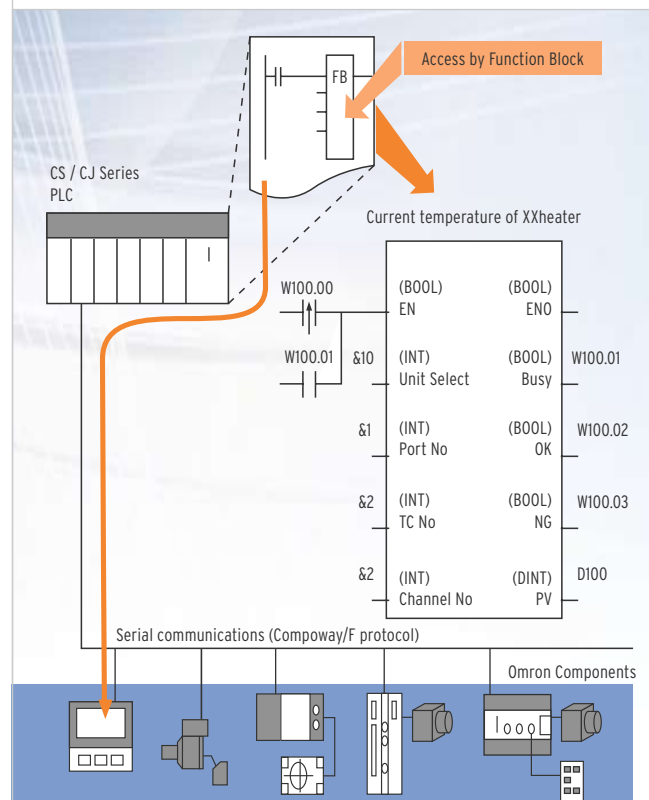 Access by Function Block
FB
CS / CJ Series
PLC
Current temperature of XXheater
W100.00
(BOOL)
EN
(BOOL)
ENO
W100.01
&10
(INT)
Unit Select
(BOOL)
Busy
W100.01
&1
(INT)
Port No
(BOOL)
OK
W100.02
&2
(INT)
TC No
(BOOL)
NG
W100.03
&2
(INT)
Channel No
(DINT)
PV
D100
Serial communications (Compoway/F protocol)
Omron Components